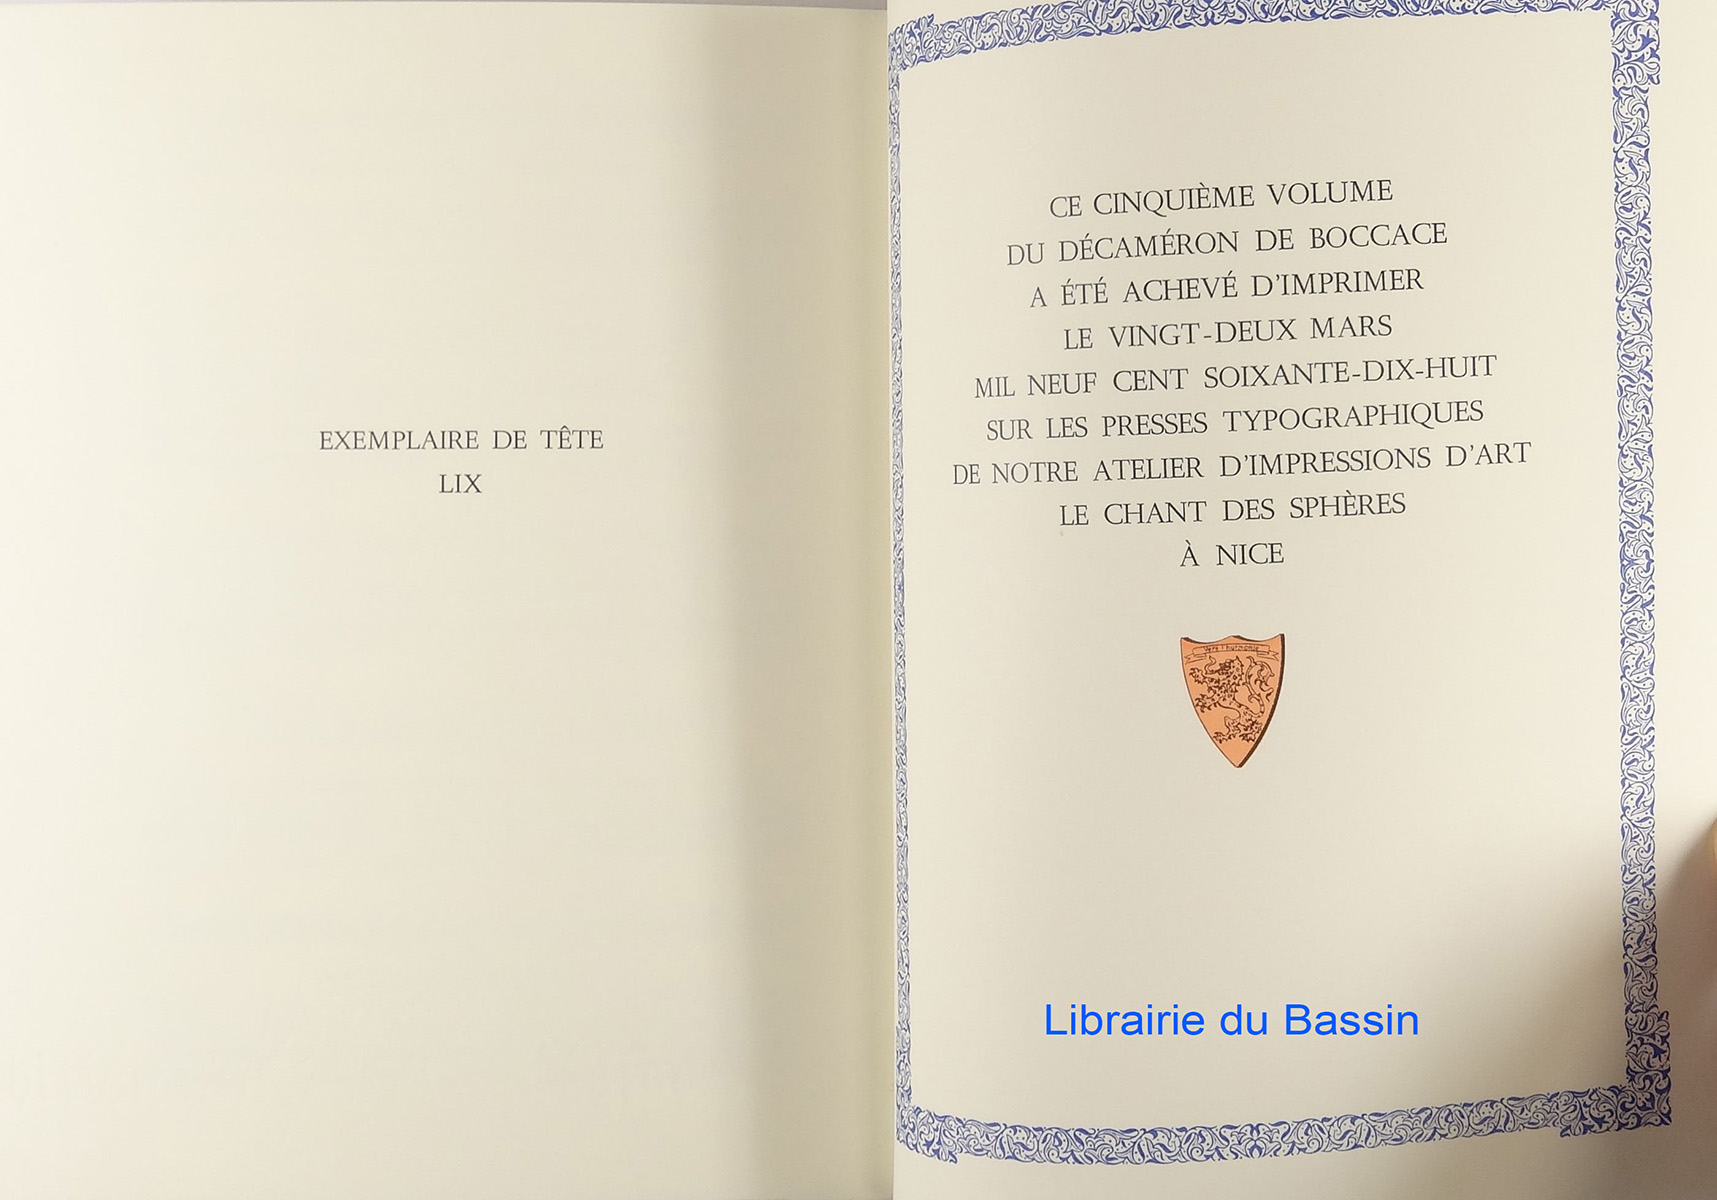 EXEMPLAIRE DE TÊTE
LIX
CE CINQUIÈME VOLUME
DU DÉCAMÉRON DE BOCCACE
A ÉTÉ ACHEVÉ D'IMPRIMER
LE VINGT-DEUX MARS
MIL NEUF CENT SOIXANTE-DIX-HUIT
SUR LES PRESSES TYPOGRAPHIQUES
DE NOTRE ATELIER D'IMPRESSIONS D'ART
LE CHANT DES SPHÈRES
À NICE
Vers l'harmonie
Librairie du Bassin